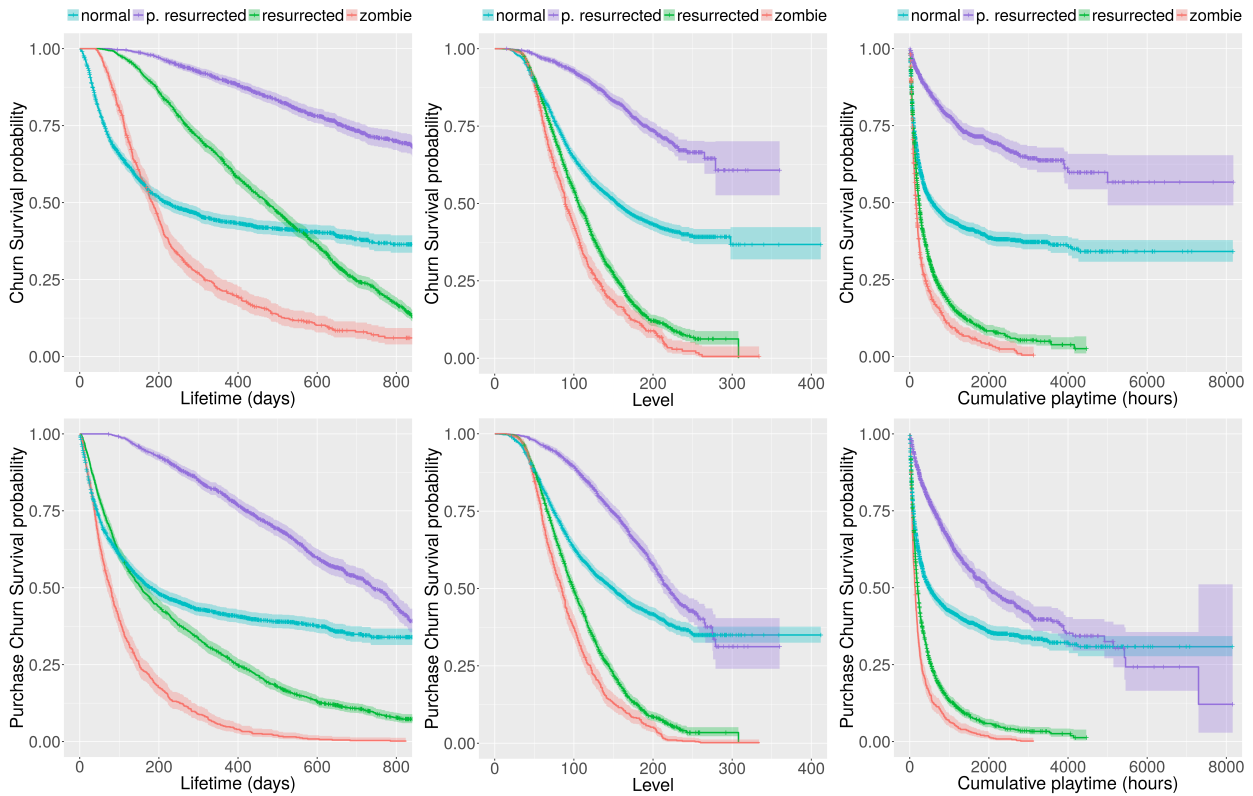 normal p. resurrected resurrected zombie
Churn Survival probability
1.00
0.75
0.50
0.25
0.00
0 200 400 600 800
Lifetime (days)
normal p. resurrected resurrected zombie
Churn Survival probability
1.00
0.75
0.50
0.25
0.00
0 100 200 300 400
Level
normal p. resurrected resurrected zombie
Churn Survival probability
1.00
0.75
0.50
0.25
0.00
0 2000 4000 6000 8000
Cumulative playtime (hours)
Purchase Churn Survival probability
1.00
0.75
0.50
0.25
0.00
0 200 400 600 800
Lifetime (days)
Purchase Churn Survival probability
1.00
0.75
0.50
0.25
0.00
0 100 200 300 400
Level
Purchase Churn Survival probability
1.00
0.75
0.50
0.25
0.00
0 2000 4000 6000 8000
Cumulative playtime (hours)